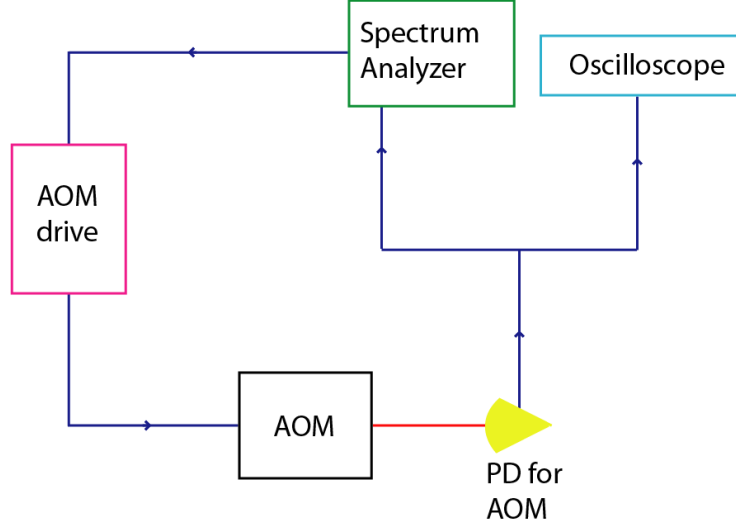 Spectrum
Analyzer
Oscilloscope
AOM
drive
AOM
PD for
AOM